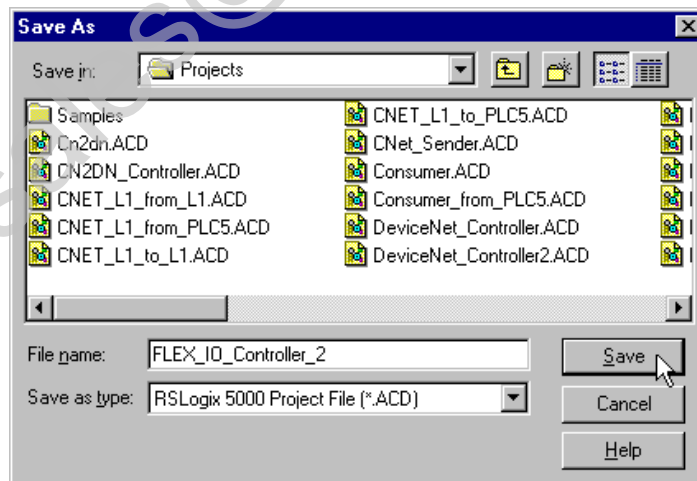 Save As
Save in: Projects
Samples CNET_L1_to_PLC5.ACD
Cn2dn.ACD CNet_Sender.ACD
CN2DN_Controller.ACD Consumer.ACD
CNET_L1_from_L1.ACD Consumer_from_PLC5.ACD
CNET_L1_from_PLC5.ACD DeviceNet_Controller.ACD
CNET_L1_to_L1.ACD DeviceNet_Controller2.ACD
File name: FLEX_IO_Controller_2 Save
Save as type: RSLogix 5000 Project File (*.ACD) Cancel
Help